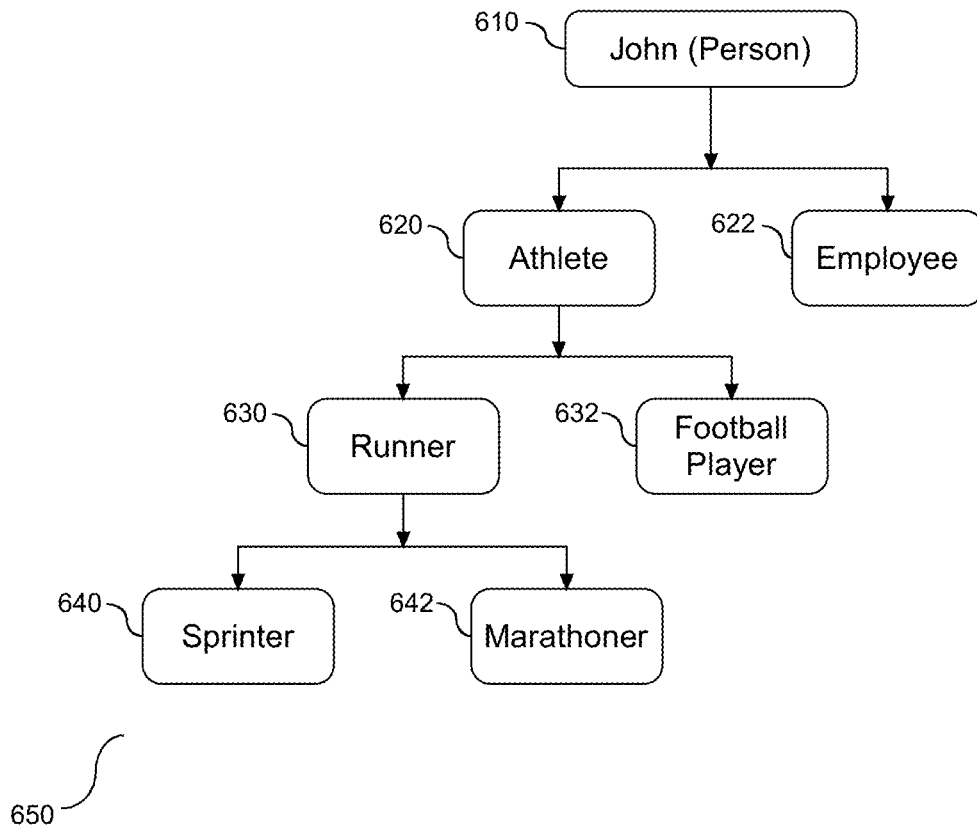 610
John (Person)
620
Athlete
622
Employee
630
Runner
632
Football
Player
640
Sprinter
642
Marathoner
650